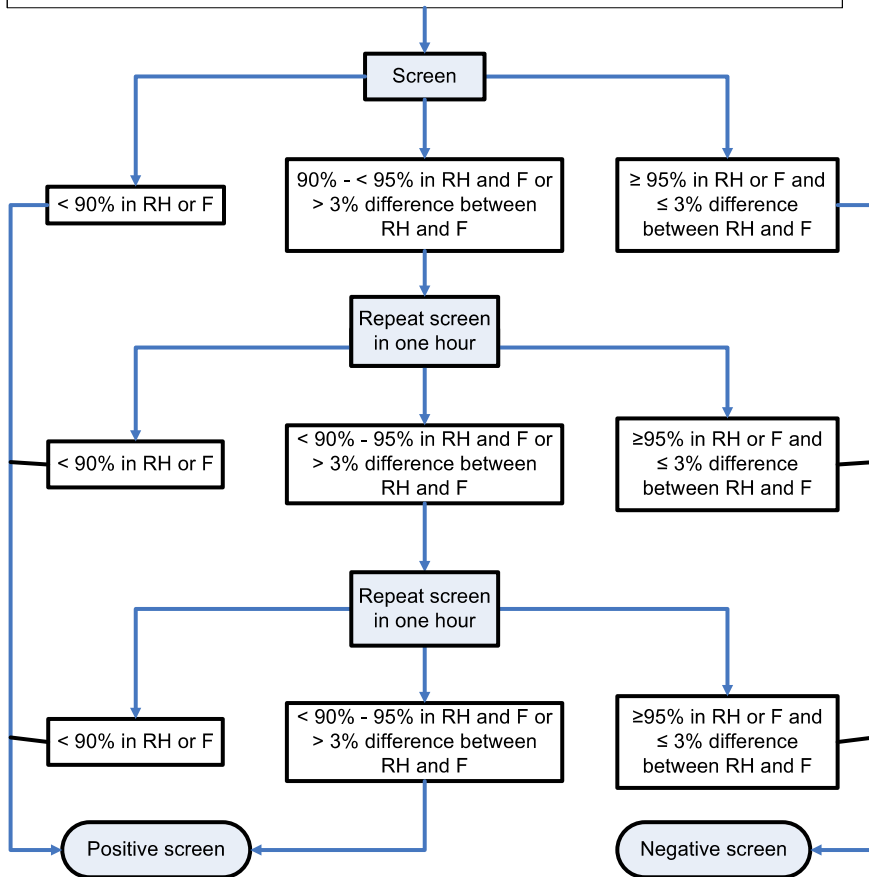 Screen
< 90% in RH or F
90% - < 95% in RH and F or
> 3% difference between
RH and F
≥ 95% in RH or F and
≤ 3% difference
between RH and F
Repeat screen
in one hour
< 90% in RH or F
< 90% - 95% in RH and F or
> 3% difference between
RH and F
≥95% in RH or F and
≤ 3% difference
between RH and F
Repeat screen
in one hour
< 90% in RH or F
< 90% - 95% in RH and F or
> 3% difference between
RH and F
≥95% in RH or F and
≤ 3% difference
between RH and F
Positive screen
Negative screen